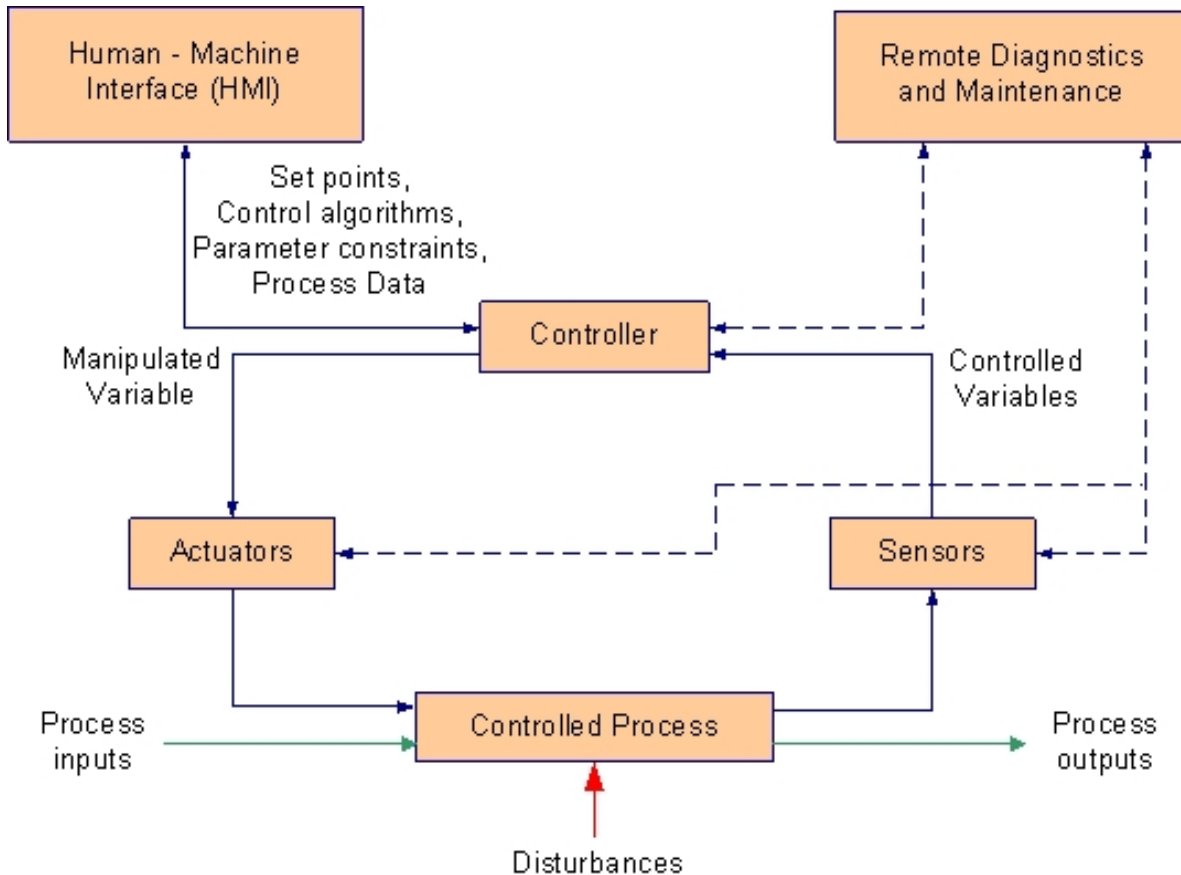 Human - Machine
Interface (HMI)
Remote Diagnostics
and Maintenance
Set points,
Control algorithms,
Parameter constraints,
Process Data
Controller
Manipulated
Variable
Controlled
Variables
Actuators
Sensors
Process
inputs
Controlled Process
Process
outputs
Disturbances